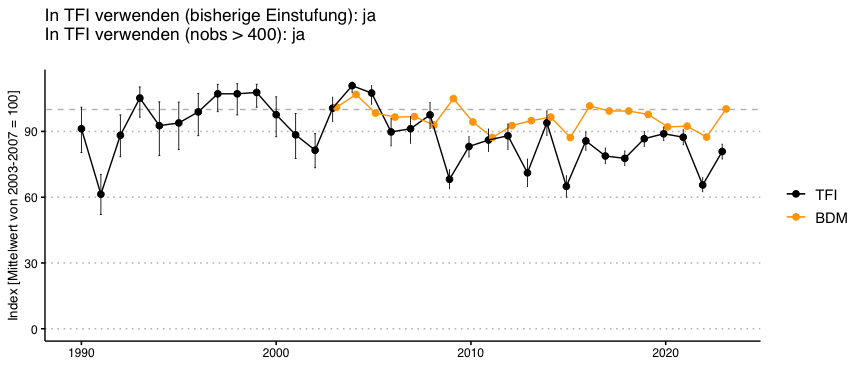 In TFI verwenden (bisherige Einstufung): ja
In TFI verwenden (nobs > 400): ja
Index [Mittelwert von 2003-2007 = 100]
90
60
30
0
1990
2000
2010
2020
TFI
BDM